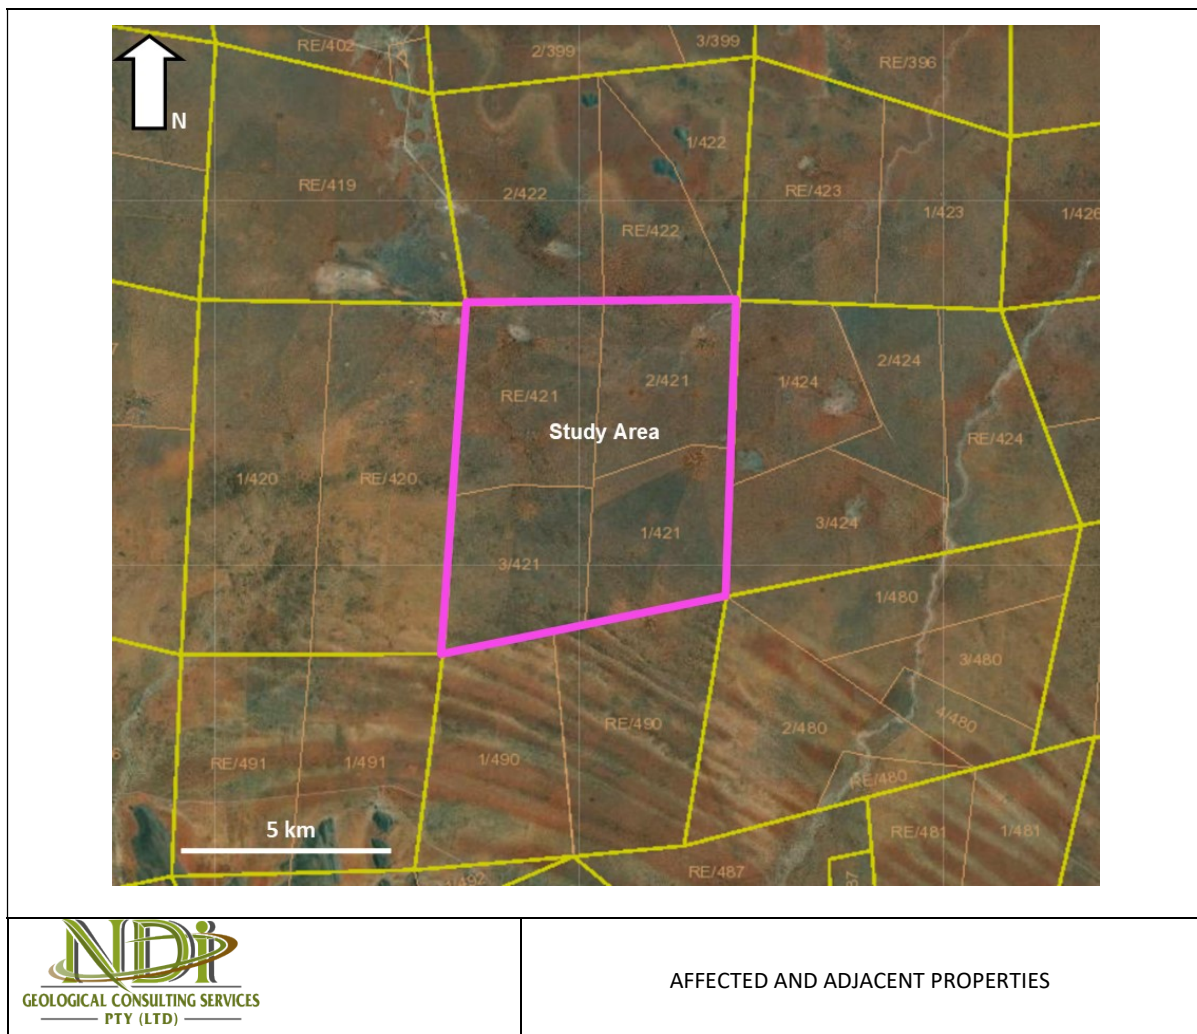 RE/402
2/399
3/399
RE/396
N
1/422
RE/419
2/422
RE/423
1/423
1/426
RE/422
2/424
2/421
1/424
RE/421
Study Area
RE/424
1/420
RE/420
3/424
1/421
3/421
1/480
3/480
4/480
RE/490
2/480
1/490
RE/491
1/491
RE/480
5 km
RE/481
1/481
RE/487
NDi
GEOLOGICAL CONSULTING SERVICES
PTY (LTD)
AFFECTED AND ADJACENT PROPERTIES